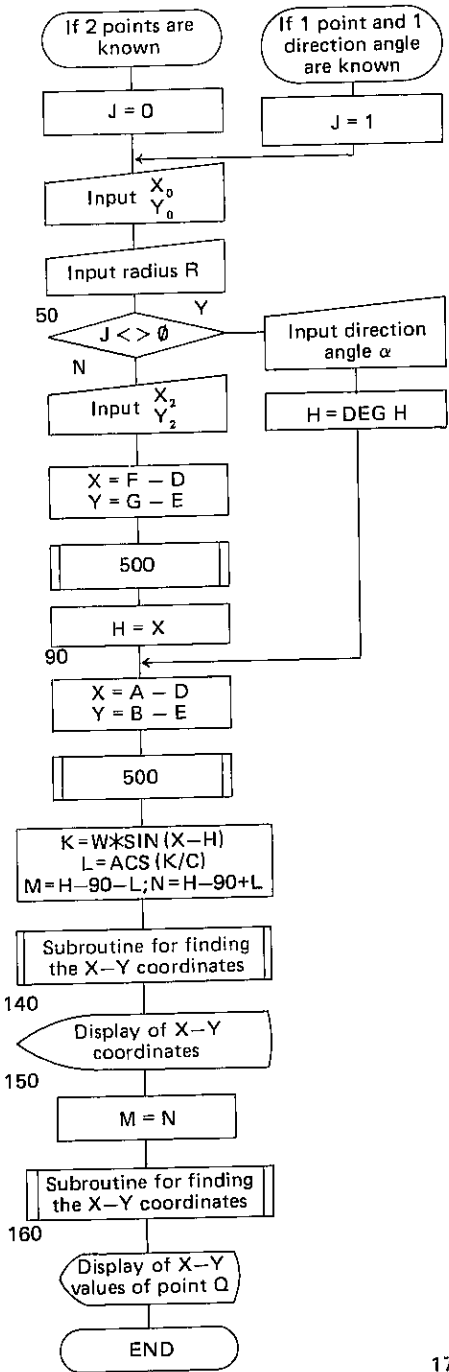 If 2 points are
known
If 1 point and 1
direction angle
are known
J = 0
J = 1
Input X₀
Y₀
Input radius R
50
J < > Ø
Y
N
Input direction
angle α
Input X₂
Y₂
H = DEG H
X = F − D
Y = G − E
500
H = X
90
X = A − D
Y = B − E
500
K=W*SIN (X−H)
L=ACS (K/C)
M=H−90−L;N=H−90+L
Subroutine for finding
the X−Y coordinates
140
Display of X−Y
coordinates
150
M = N
Subroutine for finding
the X−Y coordinates
160
Display of X−Y
values of point Q
END
17